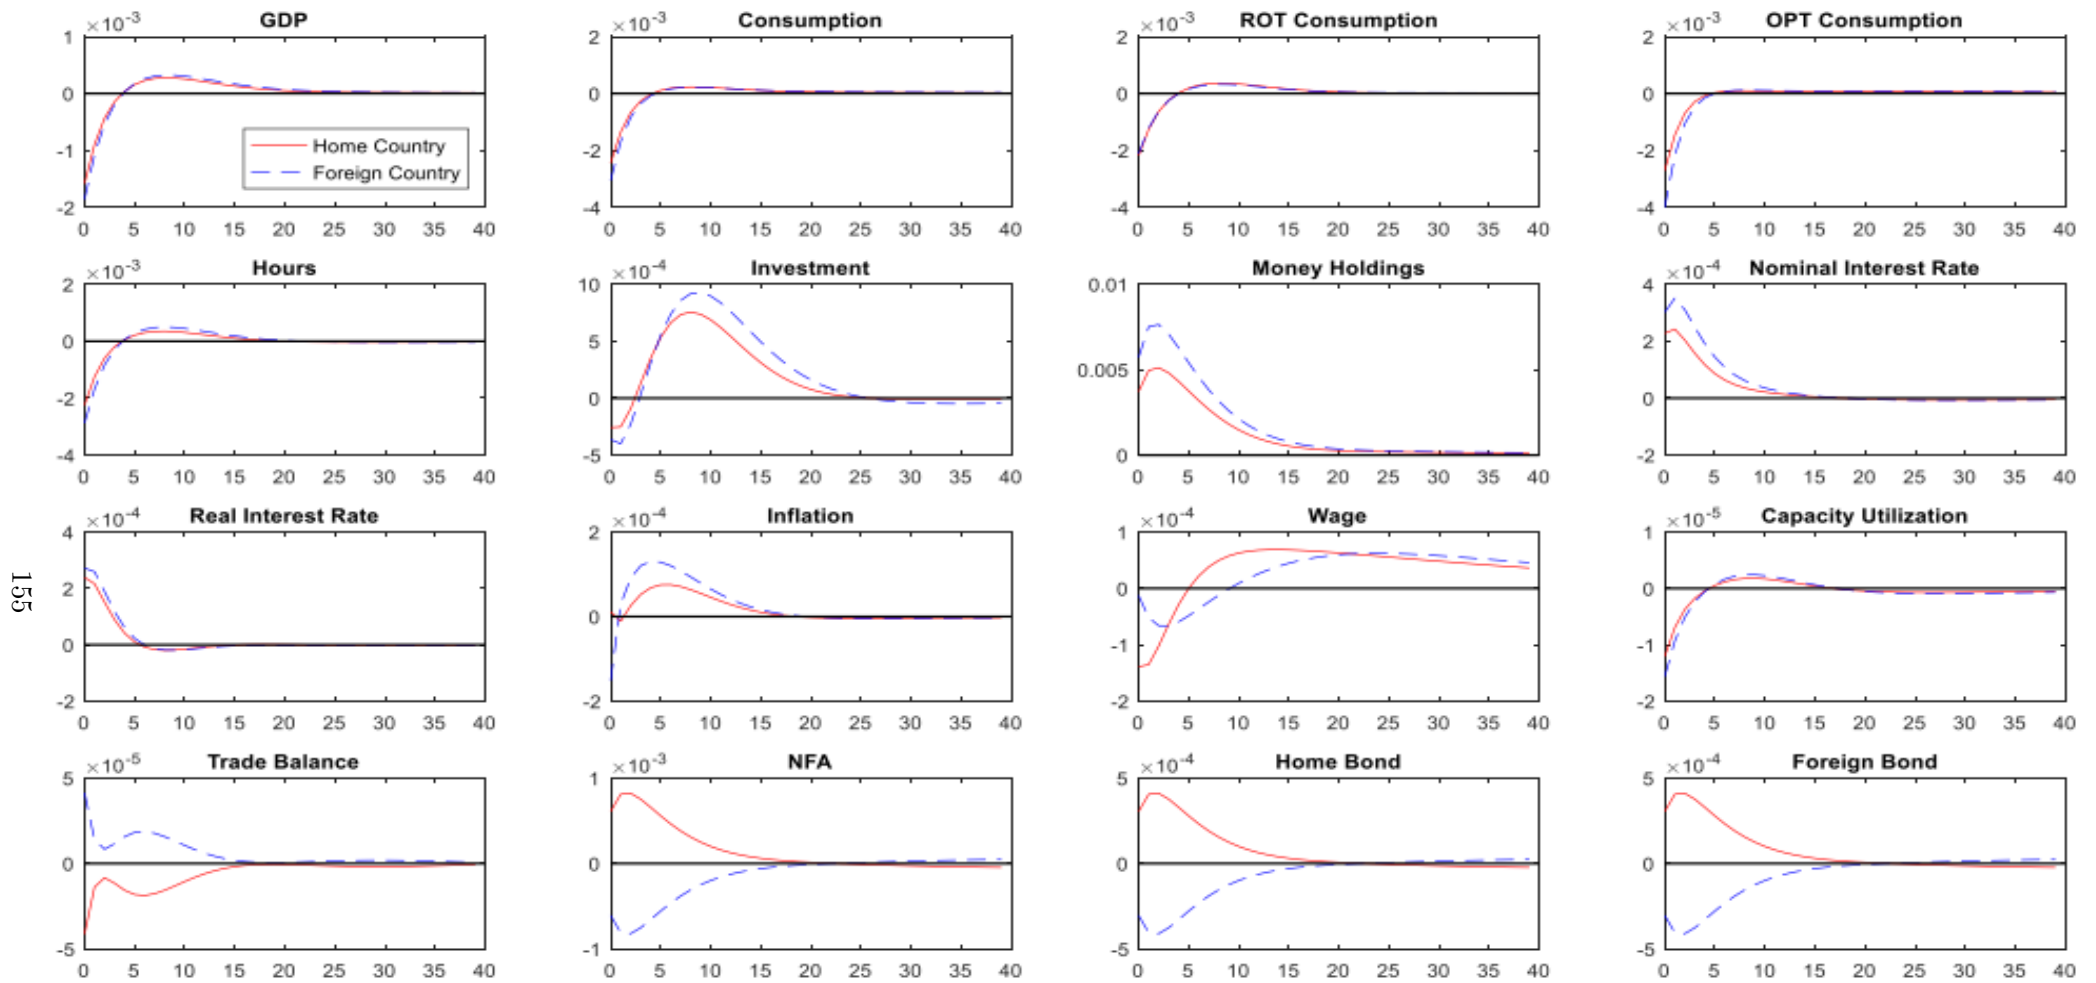 ×10-3 GDP
1
0
-1
-2
0 5 10 15 20 25 30 35 40
Home Country
Foreign Country
×10-3 Consumption
2
0
-2
-4
0 5 10 15 20 25 30 35 40
×10-3 ROT Consumption
2
0
-2
-4
0 5 10 15 20 25 30 35 40
×10-3 OPT Consumption
2
0
-2
-4
0 5 10 15 20 25 30 35 40
×10-3 Hours
2
0
-2
-4
0 5 10 15 20 25 30 35 40
×10-4 Investment
10
5
0
-5
0 5 10 15 20 25 30 35 40
Money Holdings
0.01
0.005
0
0 5 10 15 20 25 30 35 40
×10-4 Nominal Interest Rate
4
2
0
-2
0 5 10 15 20 25 30 35 40
×10-4 Real Interest Rate
4
2
0
-2
0 5 10 15 20 25 30 35 40
×10-4 Inflation
2
0
-2
0 5 10 15 20 25 30 35 40
×10-4 Wage
1
0
-1
-2
0 5 10 15 20 25 30 35 40
×10-5 Capacity Utilization
1
0
-1
-2
0 5 10 15 20 25 30 35 40
×10-5 Trade Balance
5
0
-5
0 5 10 15 20 25 30 35 40
×10-3 NFA
1
0
-1
0 5 10 15 20 25 30 35 40
×10-4 Home Bond
5
0
-5
0 5 10 15 20 25 30 35 40
×10-4 Foreign Bond
5
0
-5
0 5 10 15 20 25 30 35 40
155